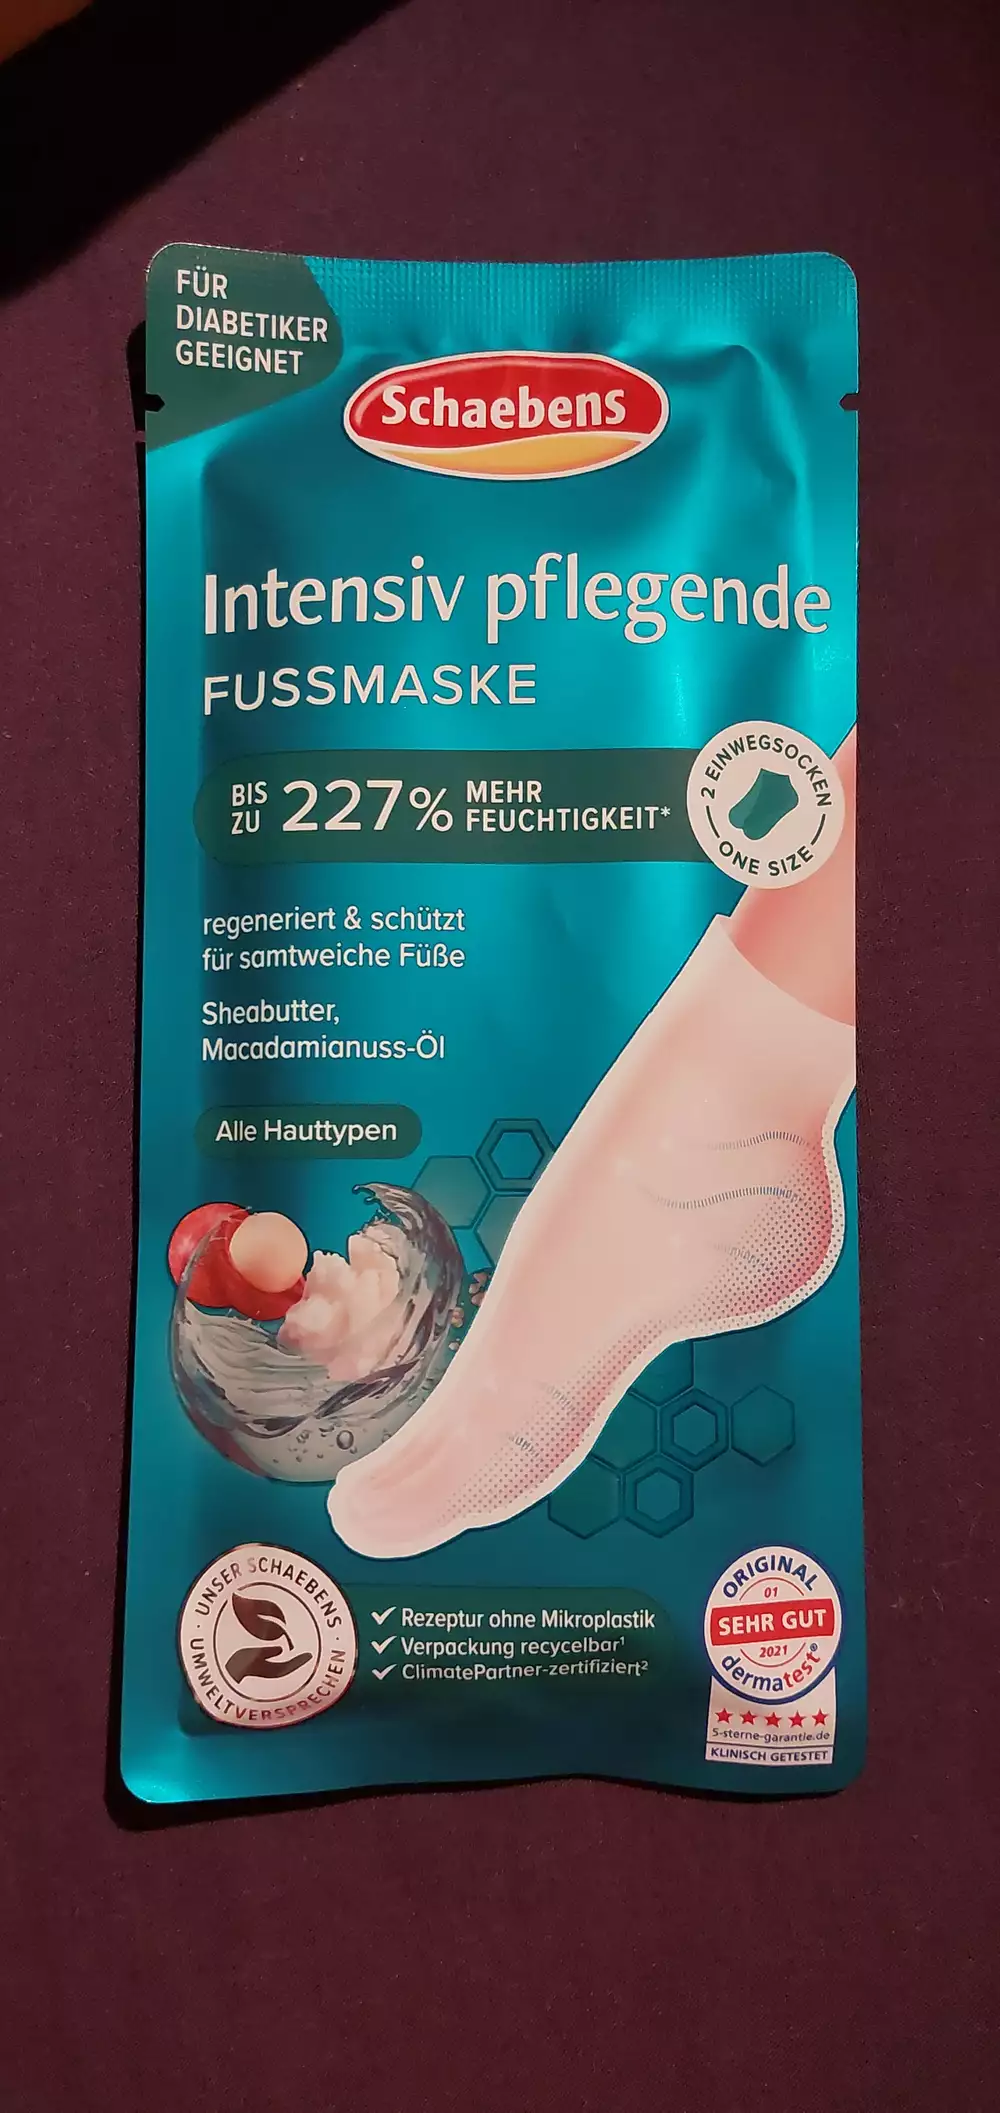 FÜR
DIABETIKER
GEEIGNET
Schaebens
Intensiv pflegende
FUSSMASKE
BIS
ZU
227%
MEHR
FEUCHTIGKEIT*
2 EINWEGSOCKEN
ONE SIZE
regeneriert & schützt
für samtweiche Füße
Sheabutter,
Macadamianuss-Öl
Alle Hauttypen
UNSER SCHAEBENS
UMWELTVERSPRECHEN
Rezeptur ohne Mikroplastik
Verpackung recycelbar¹
ClimatePartner-zertifiziert²
ORIGINAL
01
SEHR GUT
2021
dermatest®
5-sterne-garantie.de
KLINISCH GETESTET